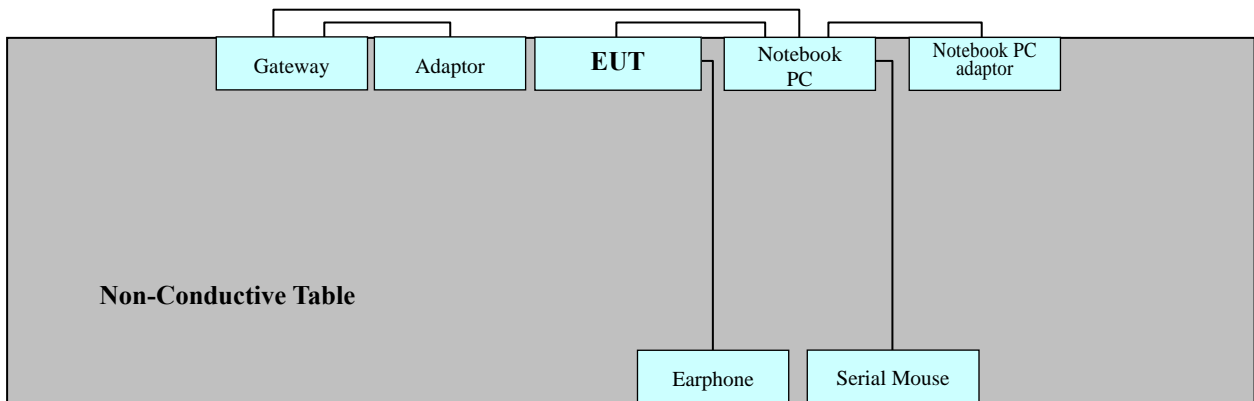 Gateway
Adaptor
EUT
Notebook
PC
Notebook PC
adaptor
Non-Conductive Table
Earphone
Serial Mouse